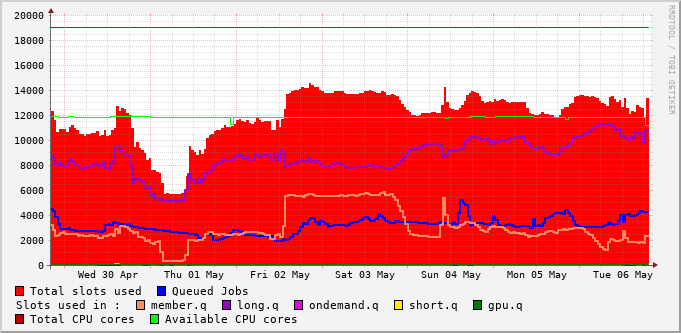 20000
18000
16000
14000
12000
10000
8000
6000
4000
2000
0
Wed 30 Apr Thu 01 May Fri 02 May Sat 03 May Sun 04 May Mon 05 May Tue 06 May
Total slots used Queued Jobs
Slots used in : member.q long.q ondemand.q short.q gpu.q
Total CPU cores Available CPU cores
RRDTOOL / TOBI OETIKER